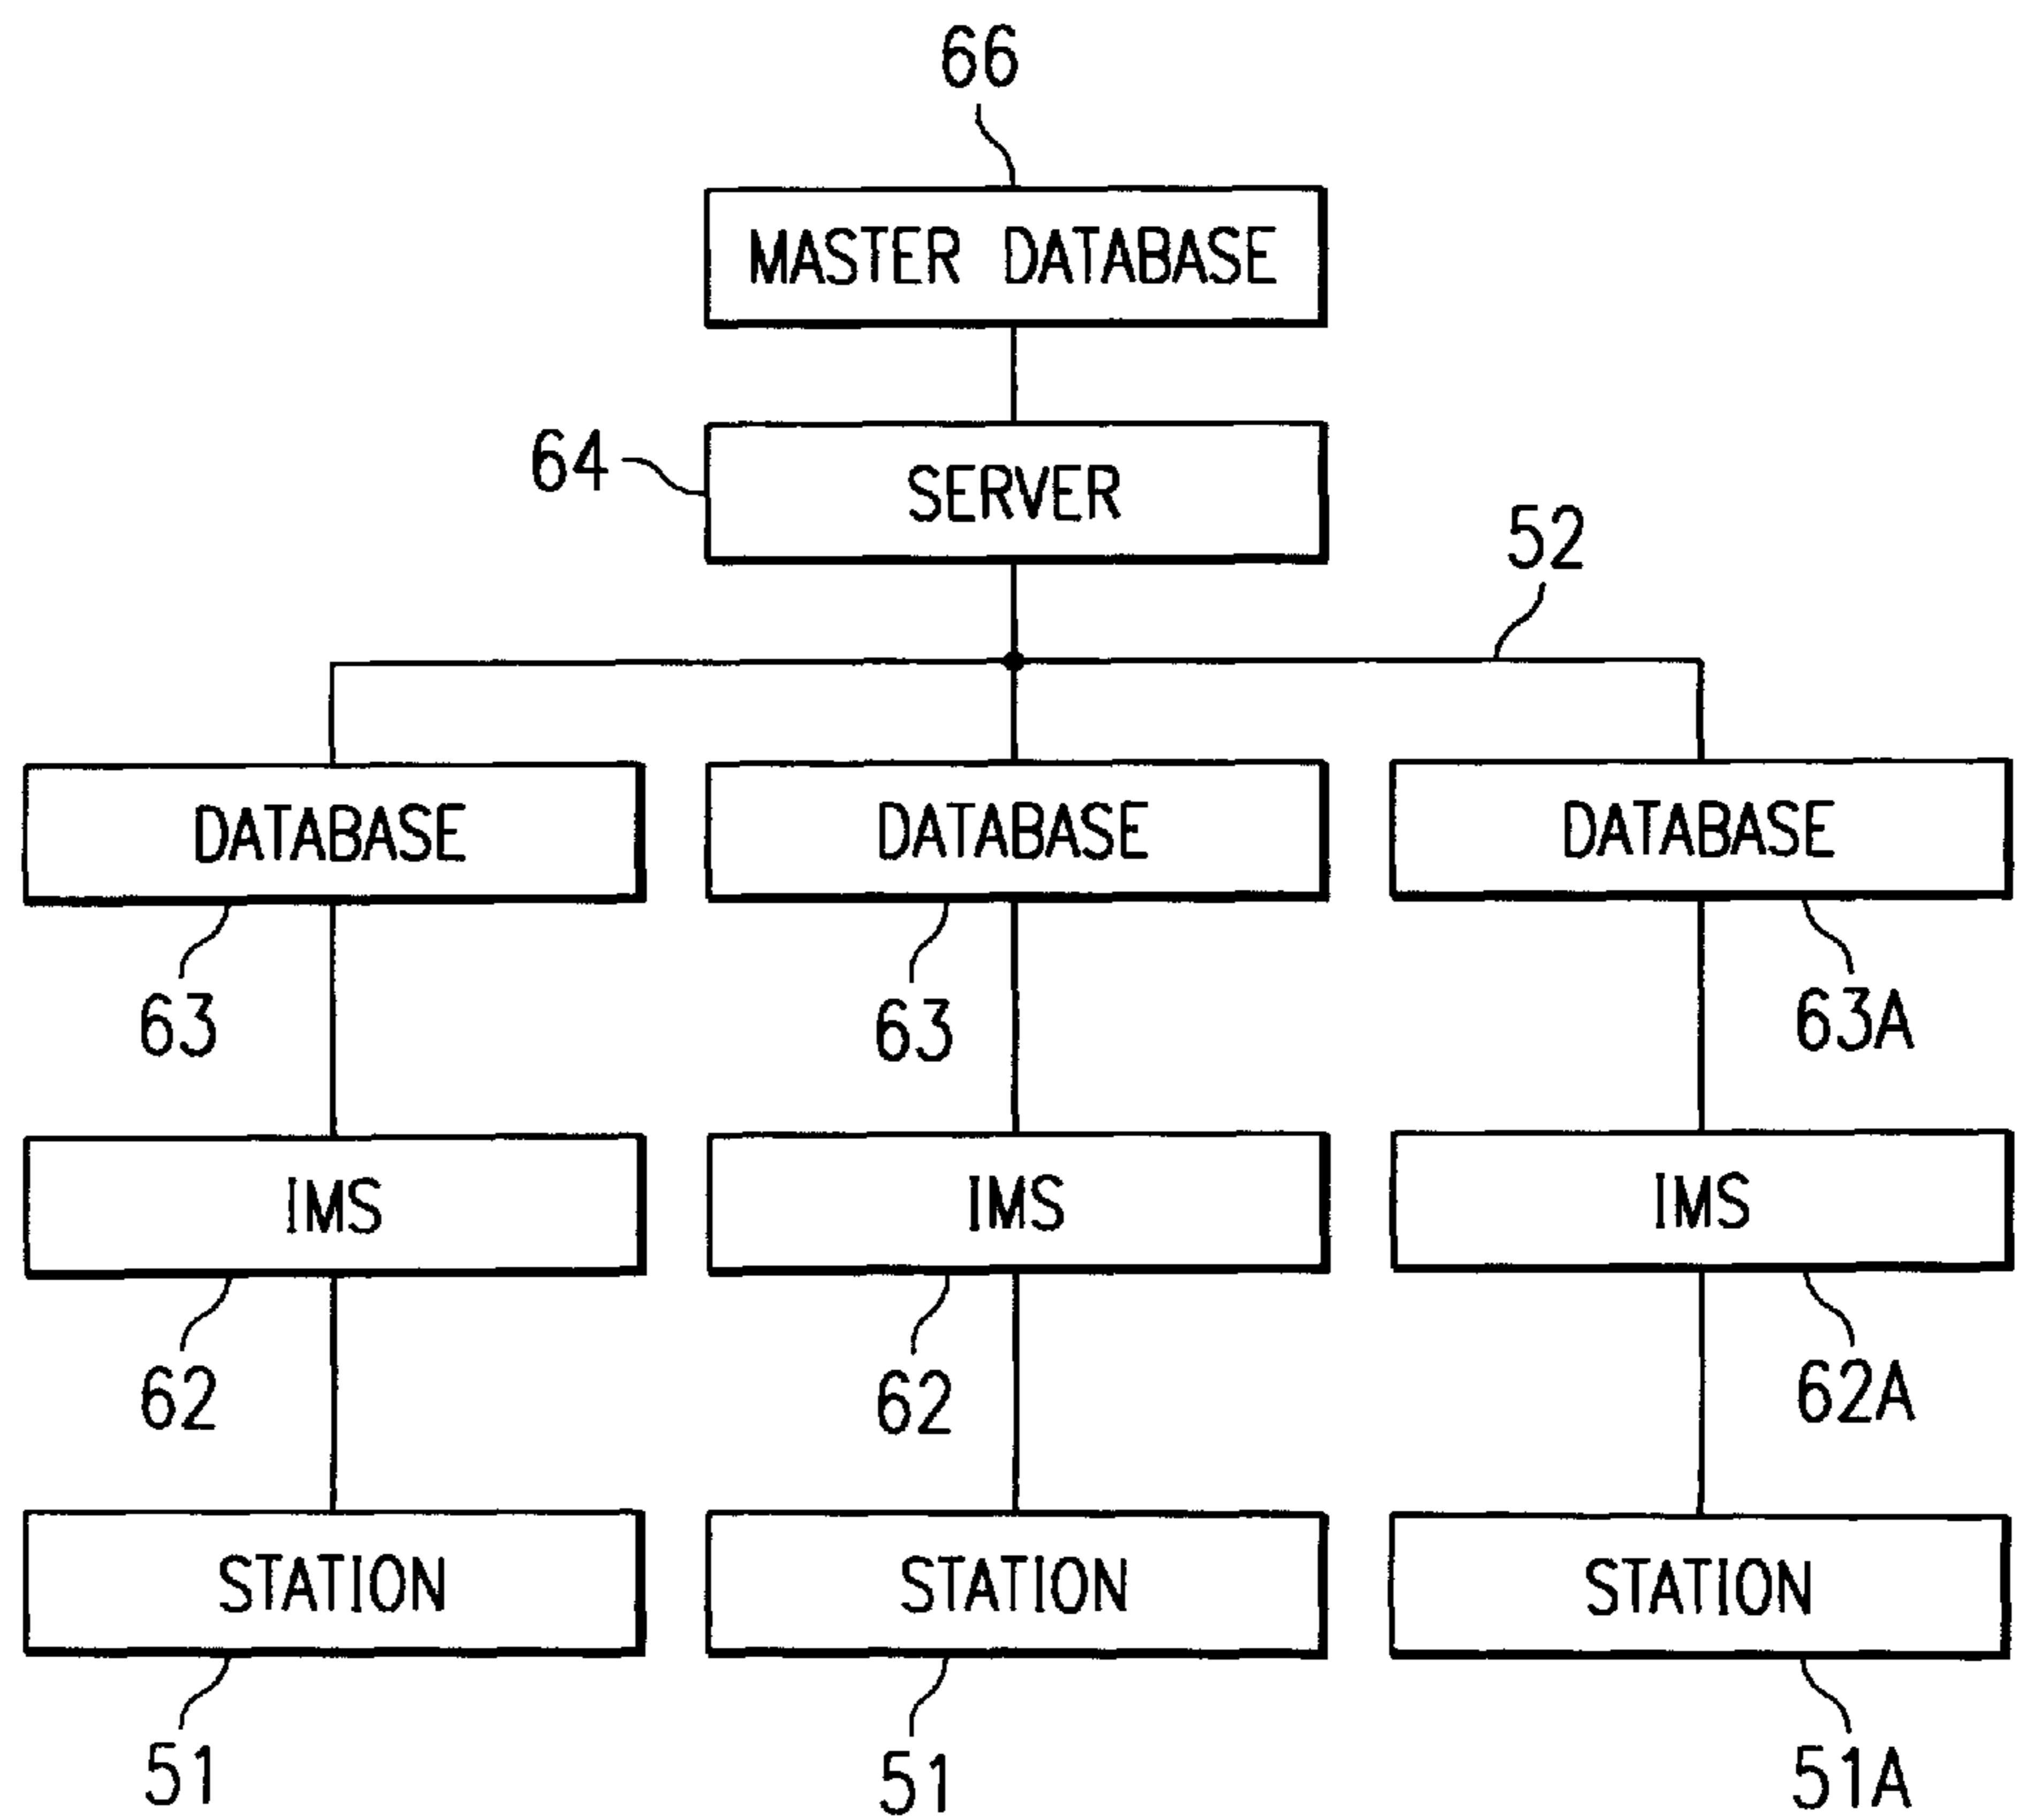 66
MASTER DATABASE
64
SERVER
52
DATABASE
DATABASE
DATABASE
63
63
63A
IMS
IMS
IMS
62
62
62A
STATION
STATION
STATION
51
51
51A